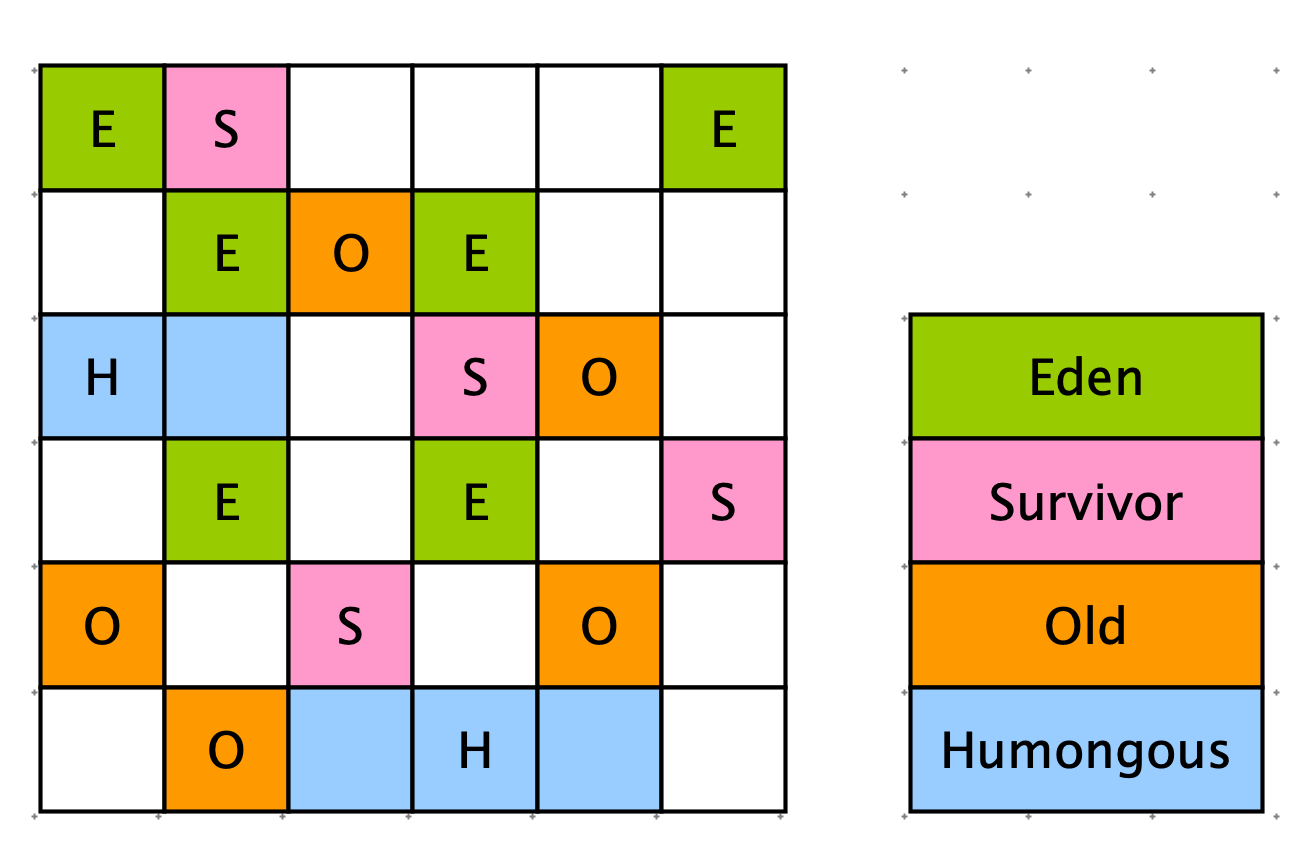 E S E
E O E
H S O
E E S
O S O
O H
Eden
Survivor
Old
Humongous